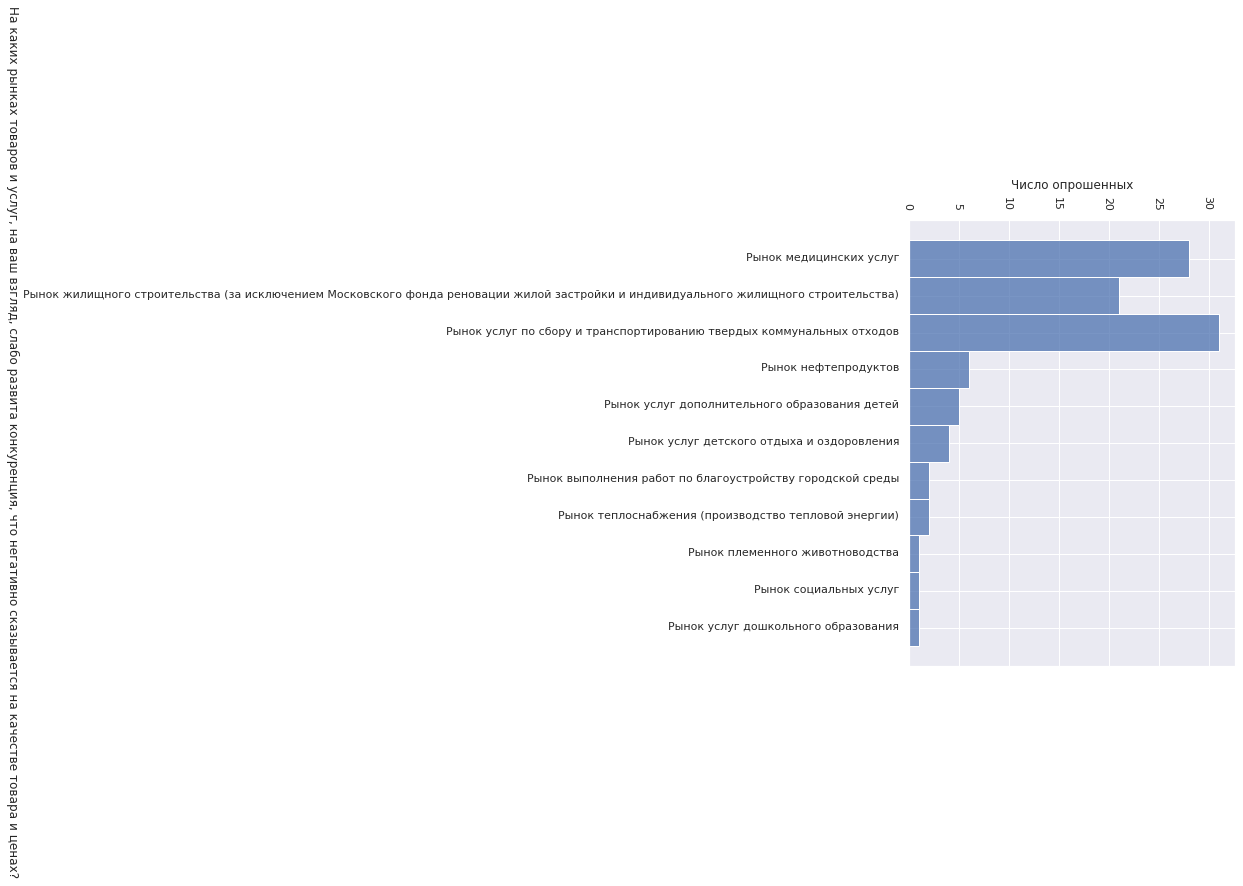 На каких рынках товаров и услуг, на ваш взгляд, слабо развита конкуренция, что негативно сказывается на качестве товара и ценах?
Число опрошенных
0 5 10 15 20 25 30
Рынок медицинских услуг
Рынок жилищного строительства (за исключением Московского фонда реновации жилой застройки и индивидуального жилищного строительства)
Рынок услуг по сбору и транспортированию твердых коммунальных отходов
Рынок нефтепродуктов
Рынок услуг дополнительного образования детей
Рынок услуг детского отдыха и оздоровления
Рынок выполнения работ по благоустройству городской среды
Рынок теплоснабжения (производство тепловой энергии)
Рынок племенного животноводства
Рынок социальных услуг
Рынок услуг дошкольного образования